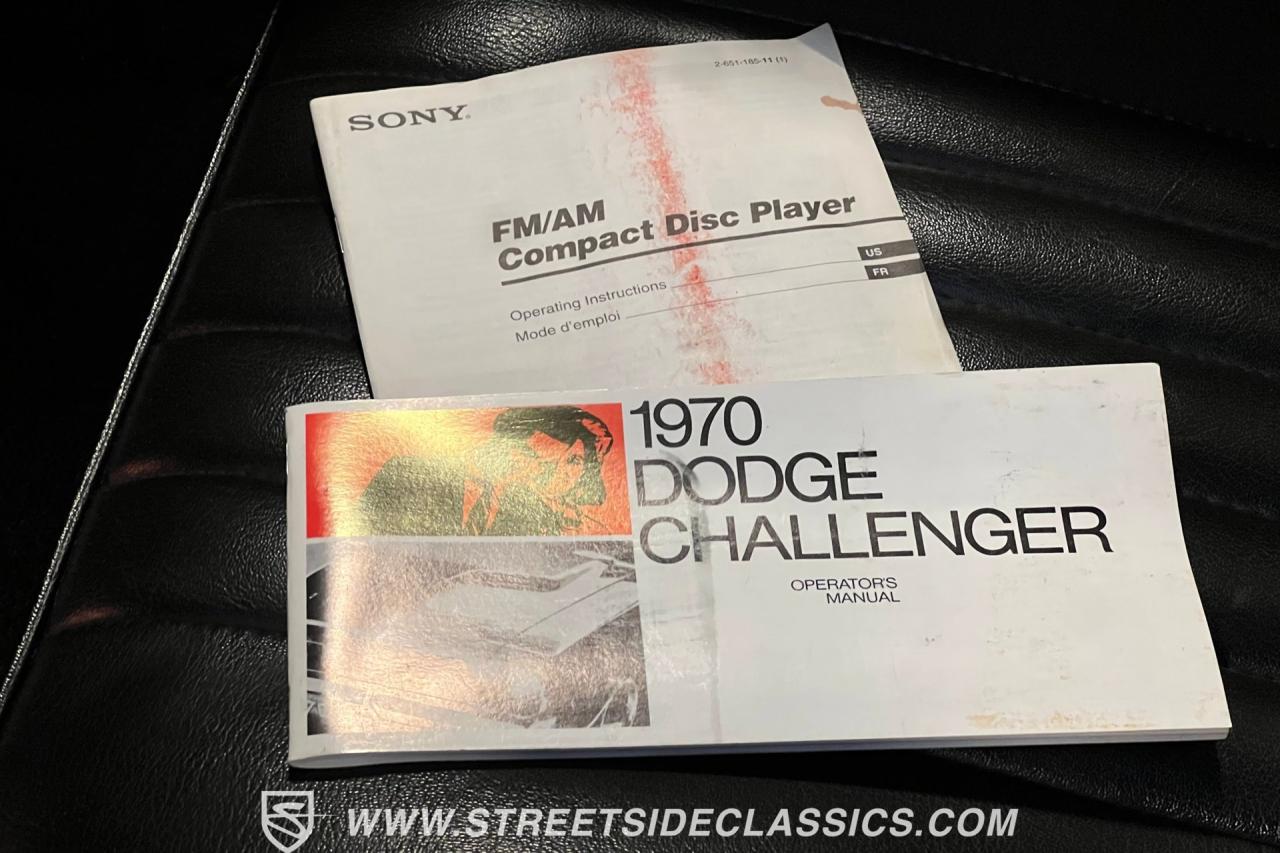 2-651-185-11 (1)
SONY®
FM/AM
Compact Disc Player
US
FR
Operating Instructions
Mode d'emploi
1970
DODGE
CHALLENGER
OPERATOR'S
MANUAL
WWW.STREETSIDECLASSICS.COM